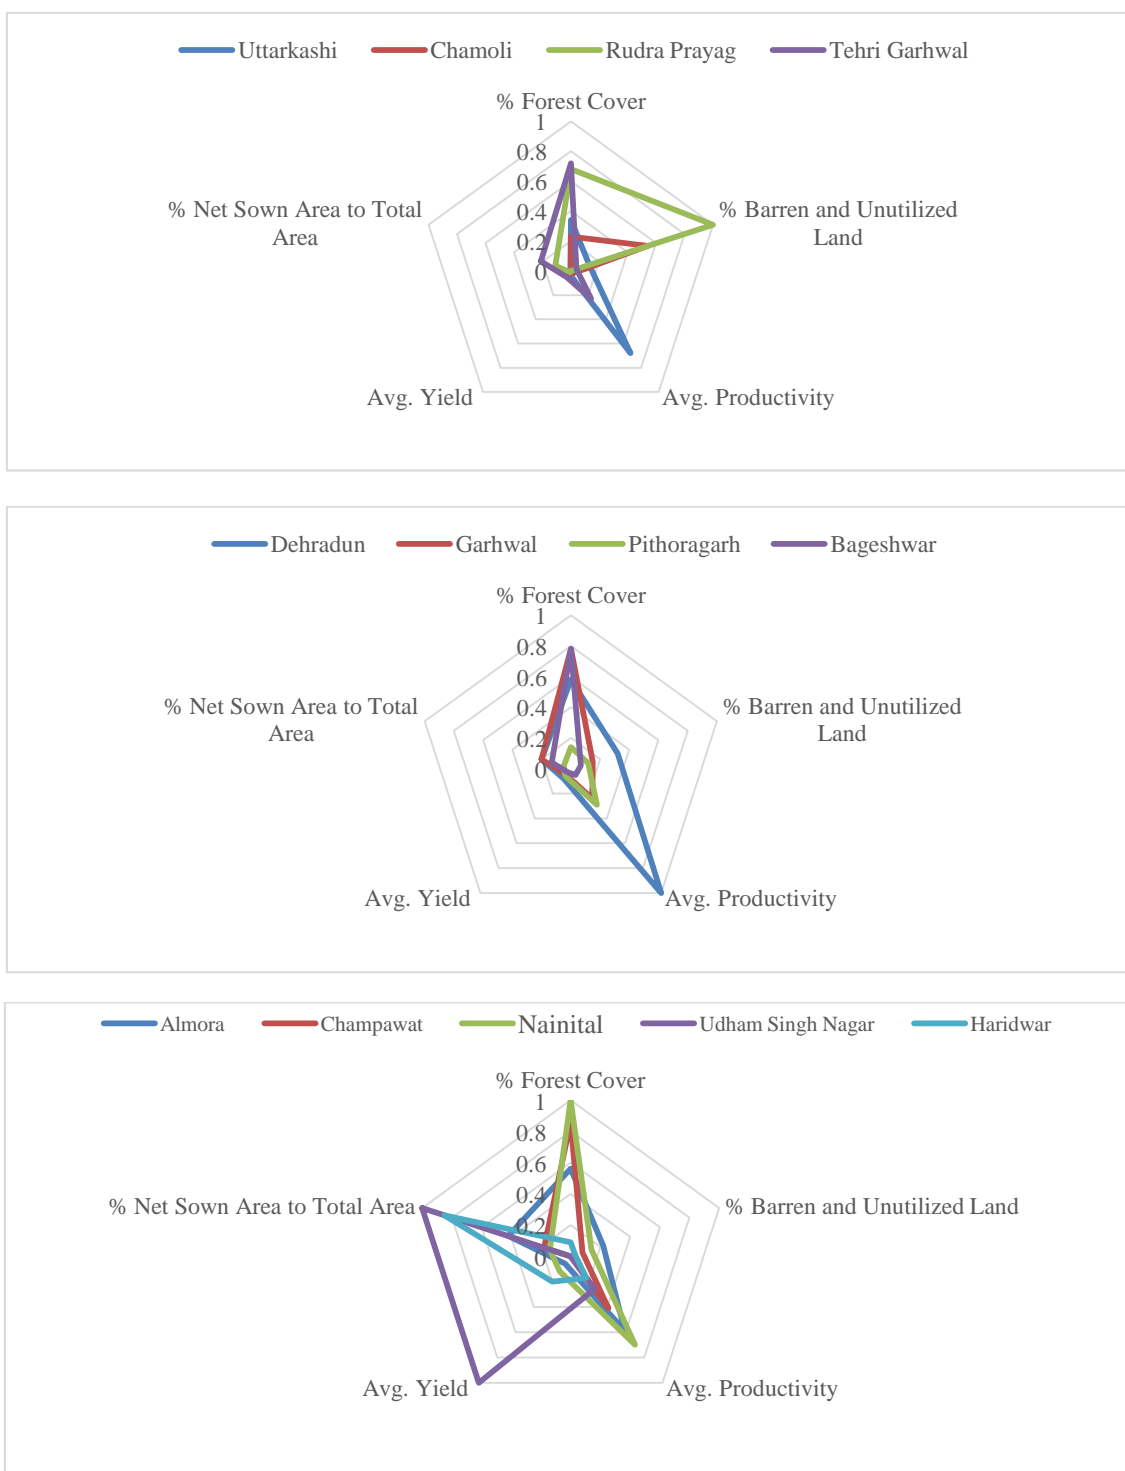 Uttarkashi Chamoli Rudra Prayag Tehri Garhwal
% Forest Cover
1
0.8
0.6
0.4
0.2
0
% Barren and Unutilized
Land
Avg. Productivity
Avg. Yield
% Net Sown Area to Total
Area
Dehradun Garhwal Pithoragarh Bageshwar
% Forest Cover
1
0.8
0.6
0.4
0.2
0
% Barren and Unutilized
Land
Avg. Productivity
Avg. Yield
% Net Sown Area to Total
Area
Almora Champawat Nainital Udham Singh Nagar Haridwar
% Forest Cover
1
0.8
0.6
0.4
0.2
0
% Barren and Unutilized Land
Avg. Productivity
Avg. Yield
% Net Sown Area to Total Area